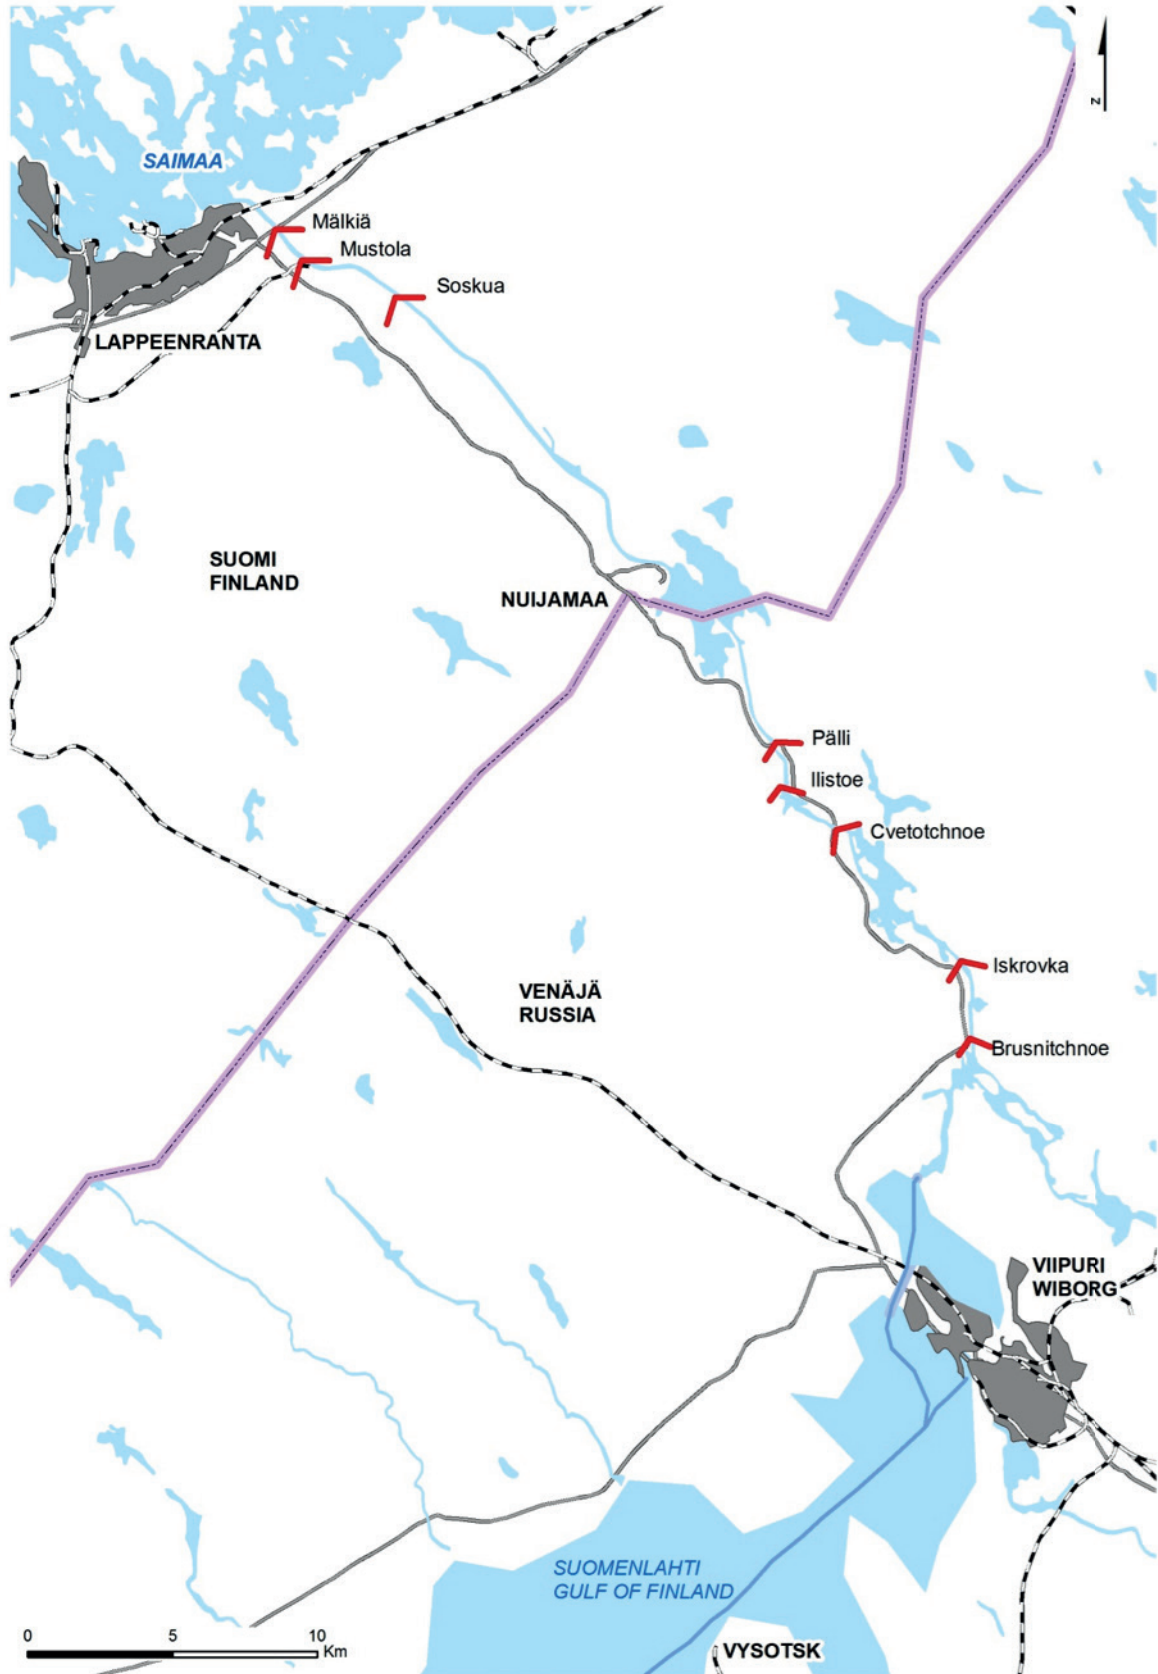 z
SAIMAA
Mälkiä
Mustola
Soskua
LAPPEENRANTA
SUOMI
FINLAND
NUIJAMAA
Pälli
Ilistoe
Cvetotchnoe
Iskrovka
VENÄJÄ
RUSSIA
Brusnitchnoe
VIIPURI
WIBORG
SUOMENLAHTI
GULF OF FINLAND
0 5 10
Km
VYSOTSK